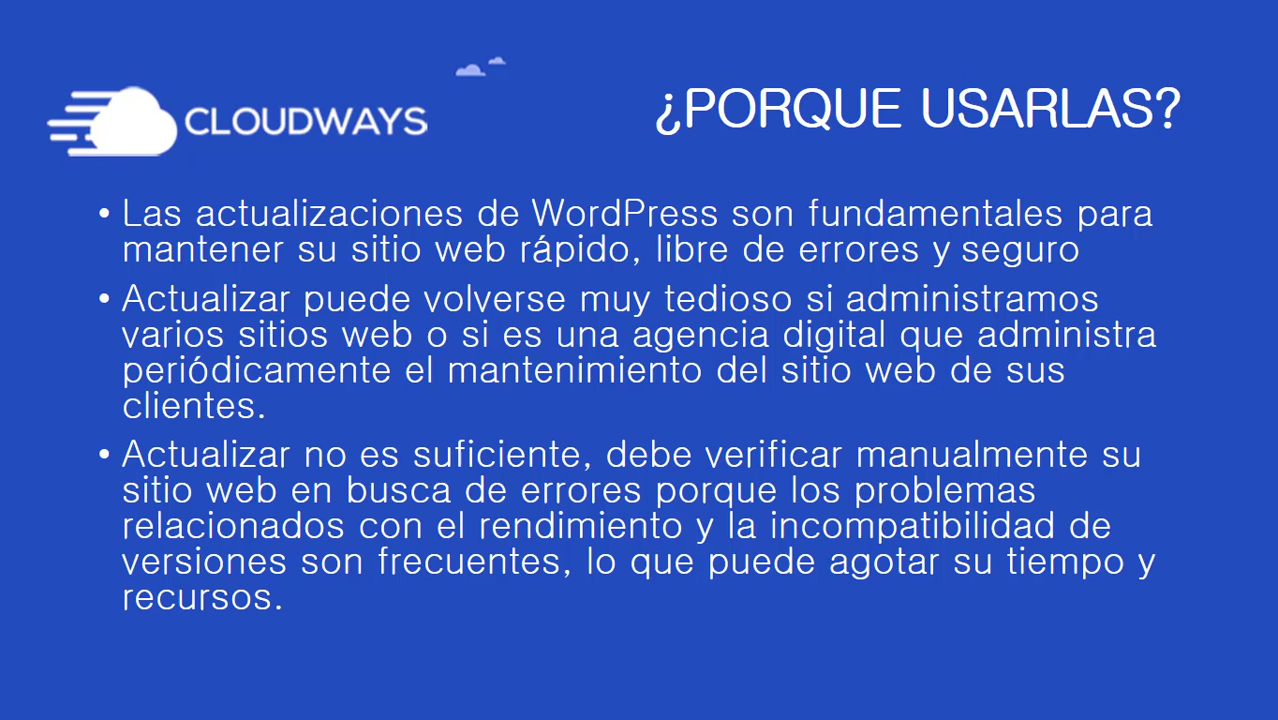 CLOUDWAYS
¿PORQUE USARLAS?
• Las actualizaciones de WordPress son fundamentales para
mantener su sitio web rápido, libre de errores y seguro
• Actualizar puede volverse muy tedioso si administramos
varios sitios web o si es una agencia digital que administra
periódicamente el mantenimiento del sitio web de sus
clientes.
• Actualizar no es suficiente, debe verificar manualmente su
sitio web en busca de errores porque los problemas
relacionados con el rendimiento y la incompatibilidad de
versiones son frecuentes, lo que puede agotar su tiempo y
recursos.